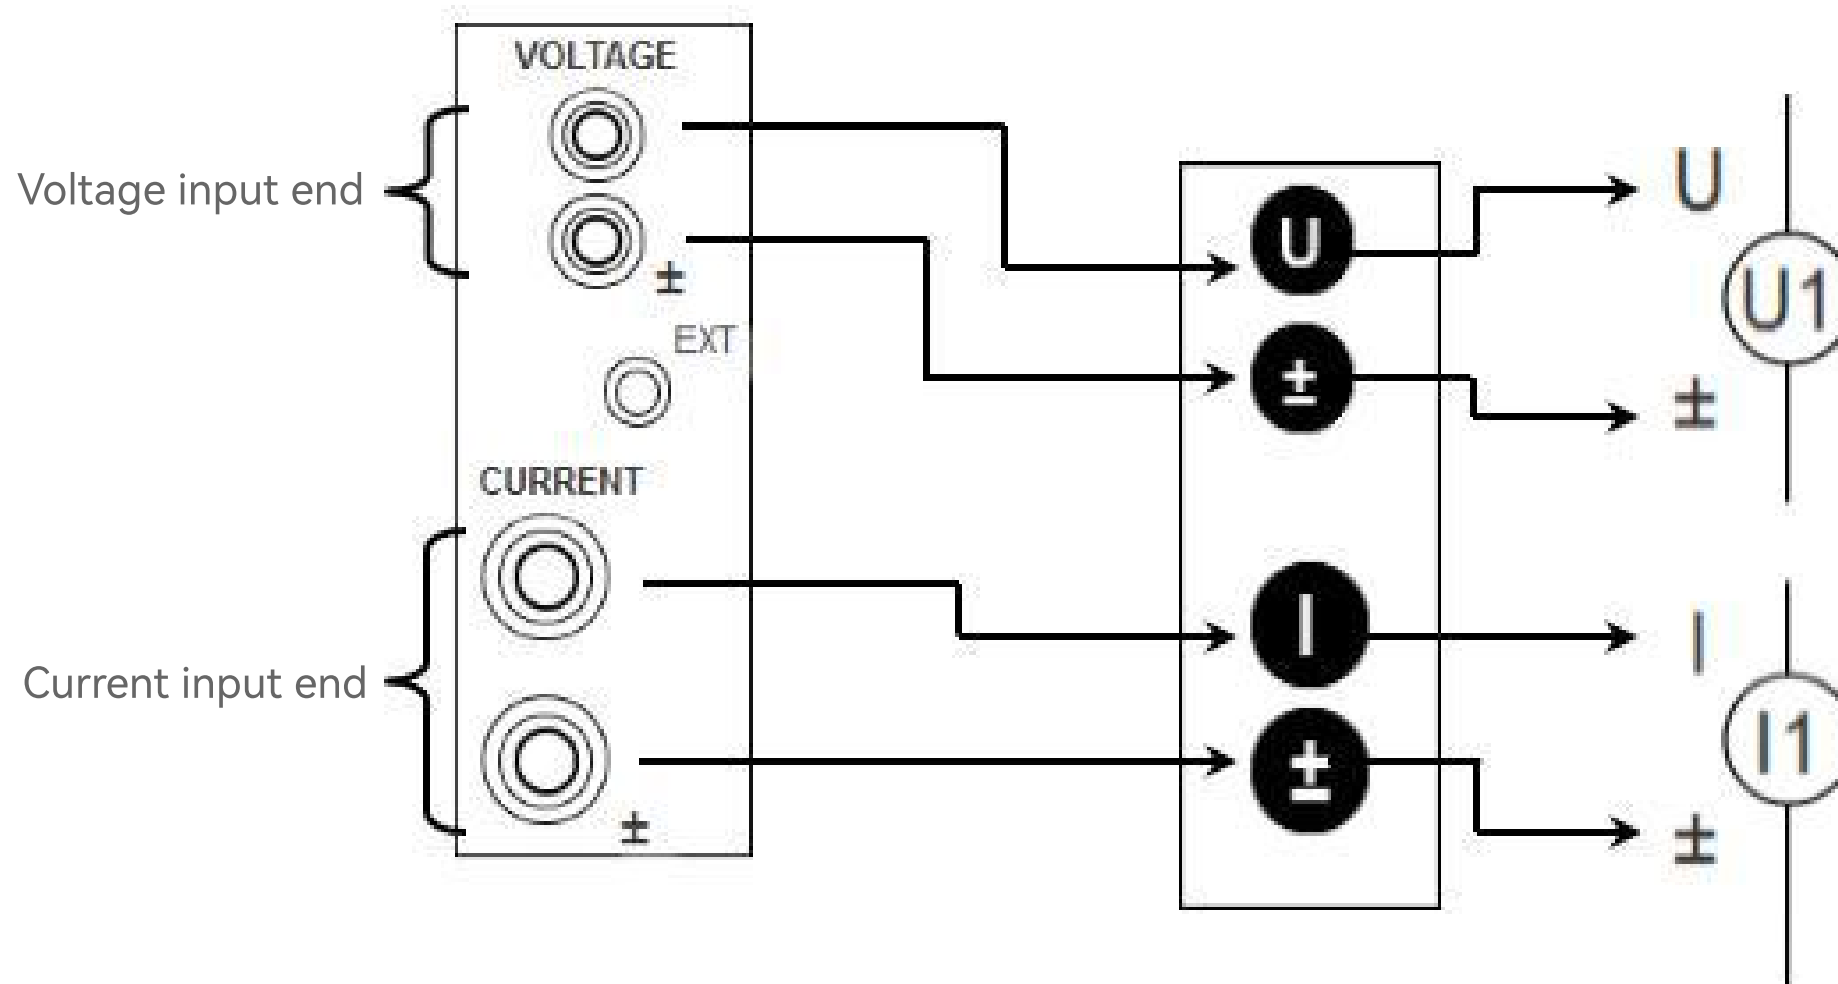 VOLTAGE
Voltage input end
±
EXT
CURRENT
Current input end
±
U
±
I
±
U
U1
±
I
I1
±